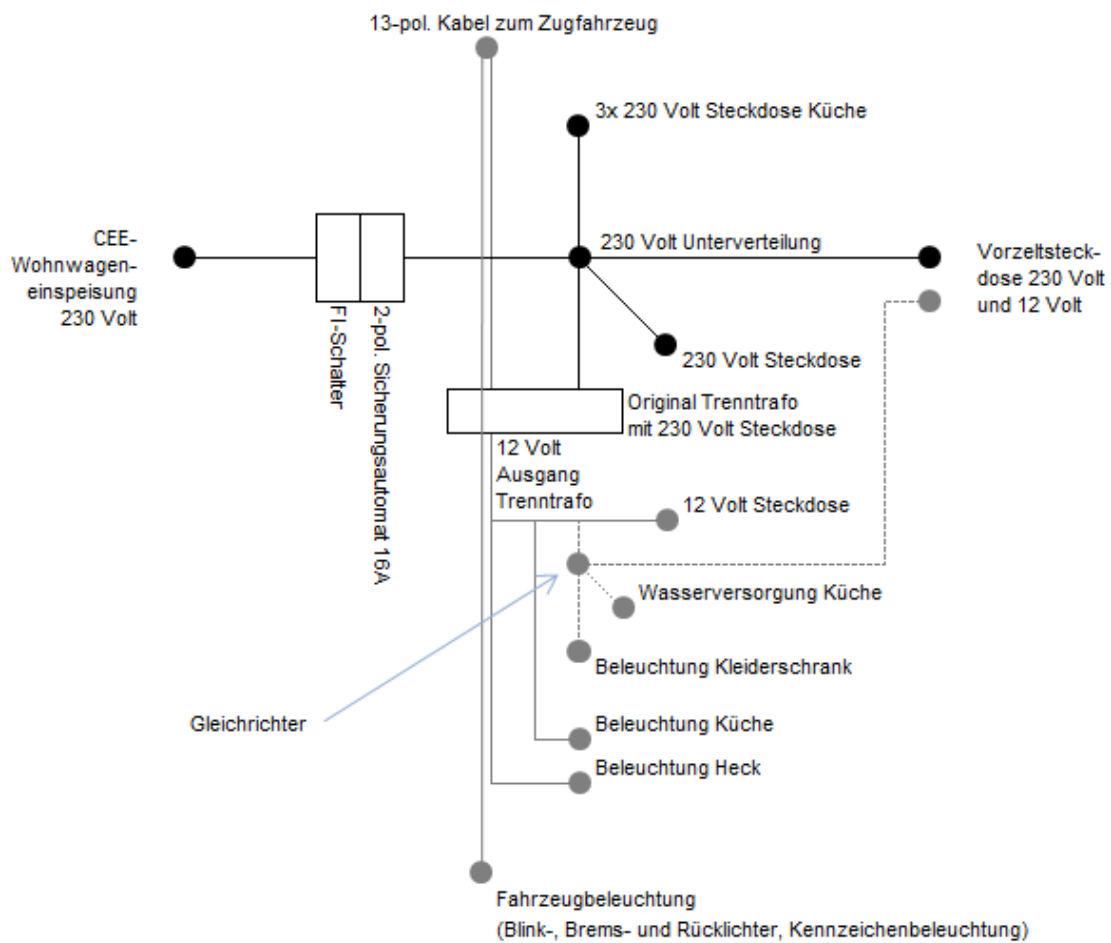 13-pol. Kabel zum Zugfahrzeug
3x 230 Volt Steckdose Küche
CEE-
Wohnwagen-
einspeisung
230 Volt
FI-Schalter
2-pol. Sicherungsautomat 16A
230 Volt Unterverteilung
Vorzeltsteck-
dose 230 Volt
und 12 Volt
230 Volt Steckdose
Original Trenntrafo
mit 230 Volt Steckdose
12 Volt
Ausgang
Trenntrafo
12 Volt Steckdose
Wasserversorgung Küche
Beleuchtung Kleiderschrank
Gleichrichter
Beleuchtung Küche
Beleuchtung Heck
Fahrzeugbeleuchtung
(Blink-, Brems- und Rücklichter, Kennzeichenbeleuchtung)